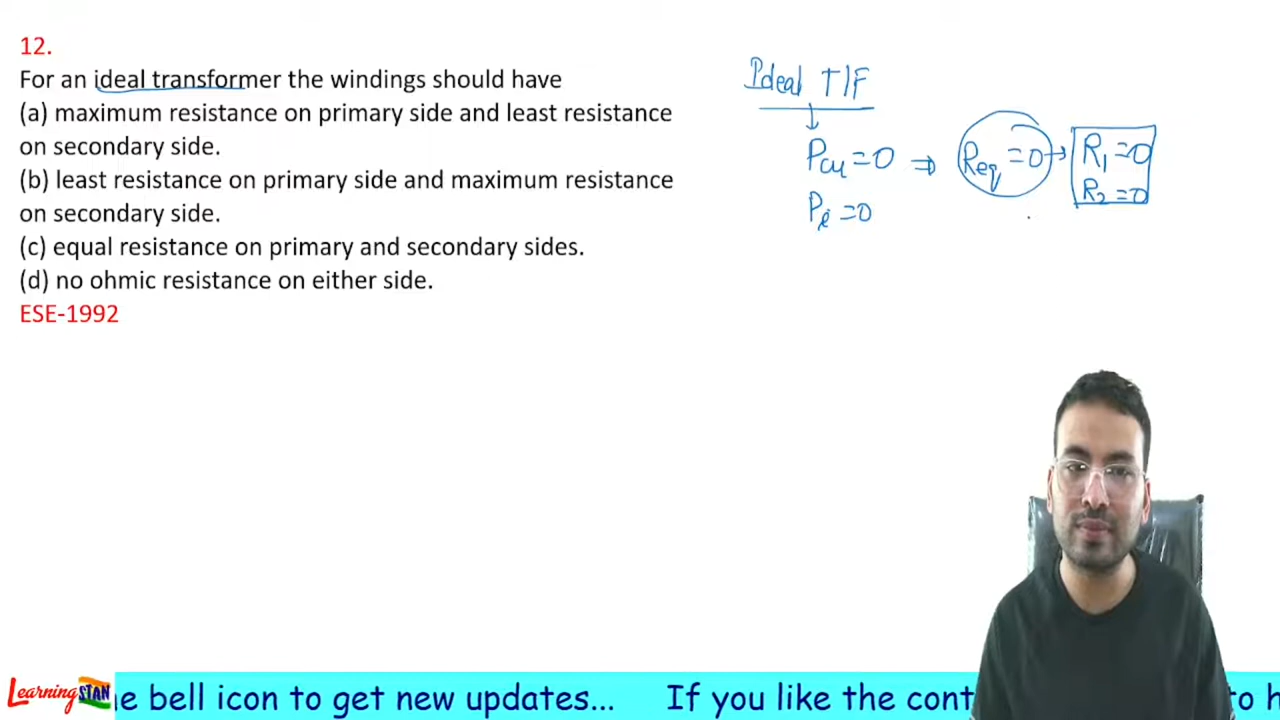 12.
For an ideal transformer the windings should have
(a) maximum resistance on primary side and least resistance
on secondary side.
(b) least resistance on primary side and maximum resistance
on secondary side.
(c) equal resistance on primary and secondary sides.
(d) no ohmic resistance on either side.
ESE-1992
Ideal T/F
Pcu = 0 ⇒ Req = 0 → R1 = 0
R2 = 0
Pi = 0
LearningSTAN
e bell icon to get new updates... If you like the cont
to h